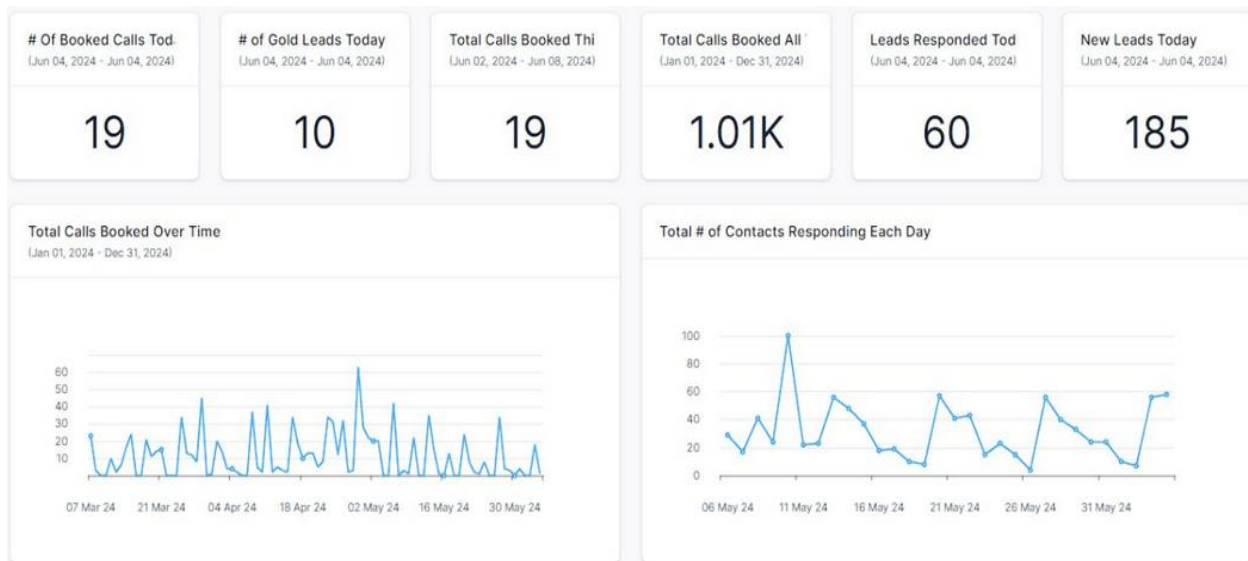 # Of Booked Calls Tod
(Jun 04, 2024 - Jun 04, 2024)
19
# of Gold Leads Today
(Jun 04, 2024 - Jun 04, 2024)
10
Total Calls Booked Thi
(Jun 02, 2024 - Jun 08, 2024)
19
Total Calls Booked All
(Jan 01, 2024 - Dec 31, 2024)
1.01K
Leads Responded Tod
(Jun 04, 2024 - Jun 04, 2024)
60
New Leads Today
(Jun 04, 2024 - Jun 04, 2024)
185
Total Calls Booked Over Time
(Jan 01, 2024 - Dec 31, 2024)
60
50
40
30
20
10
07 Mar 24 21 Mar 24 04 Apr 24 18 Apr 24 02 May 24 16 May 24 30 May 24
Total # of Contacts Responding Each Day
100
80
60
40
20
0
06 May 24 11 May 24 16 May 24 21 May 24 26 May 24 31 May 24